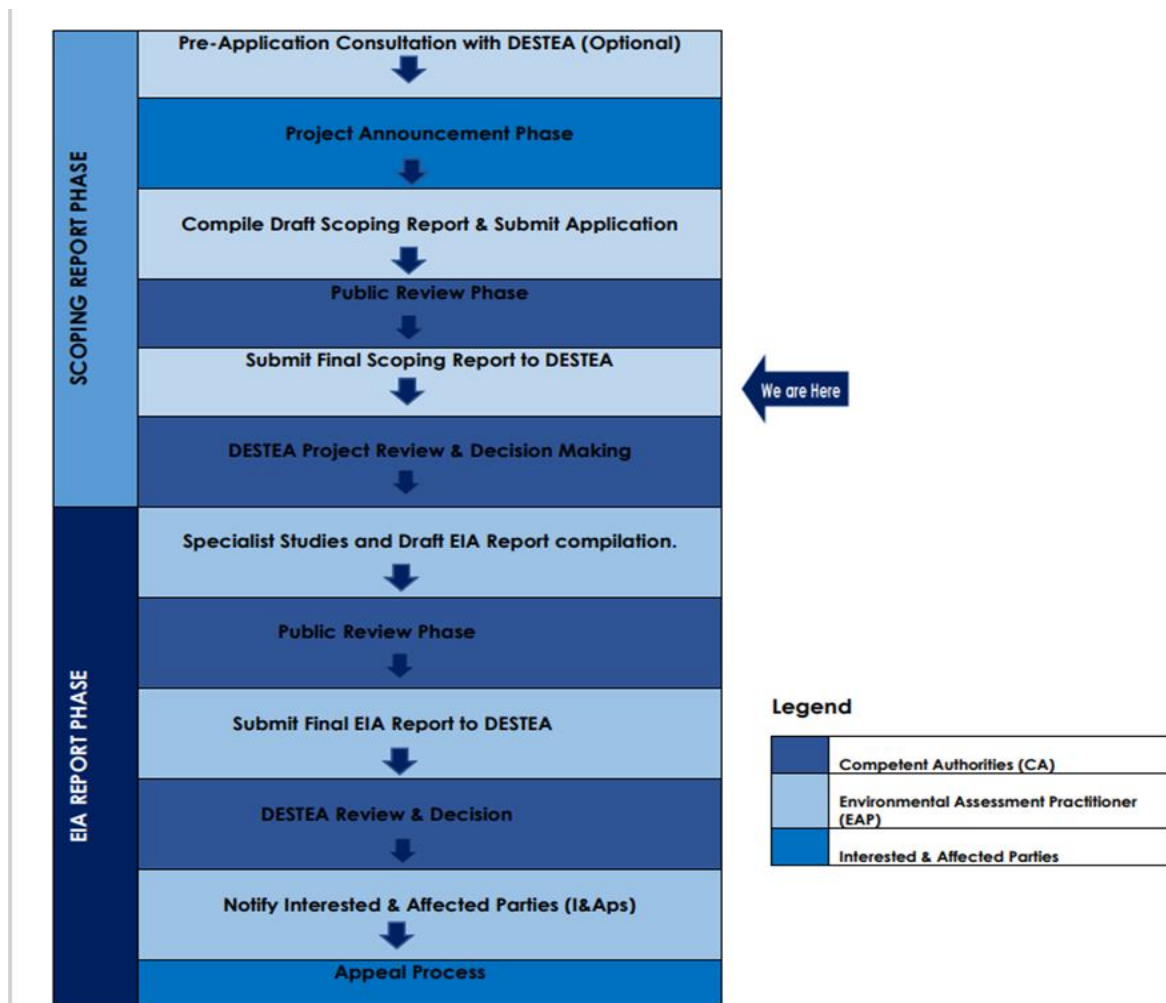 Pre-Application Consultation with DESTEA (Optional)
Project Announcement Phase
Compile Draft Scoping Report & Submit Application
Public Review Phase
Submit Final Scoping Report to DESTEA
DESTEA Project Review & Decision Making
SCOPING REPORT PHASE
We are Here
Specialist Studies and Draft EIA Report compilation.
Public Review Phase
Submit Final EIA Report to DESTEA
DESTEA Review & Decision
Notify Interested & Affected Parties (I&Aps)
Appeal Process
EIA REPORT PHASE
Legend
Competent Authorities (CA)
Environmental Assessment Practitioner
(EAP)
Interested & Affected Parties